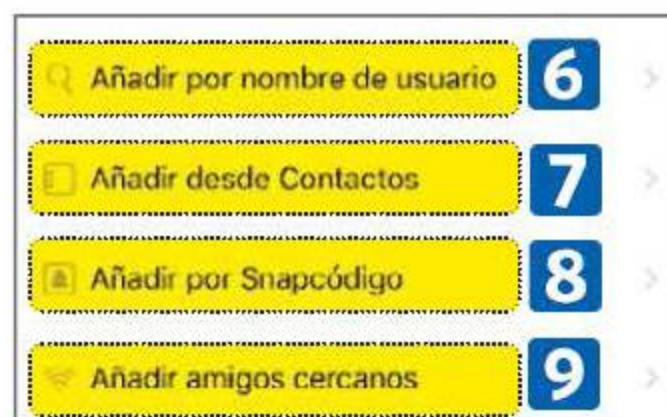 Añadir por nombre de usuario 6
Añadir desde Contactos 7
Añadir por Snapcódigo 8
Añadir amigos cercanos 9